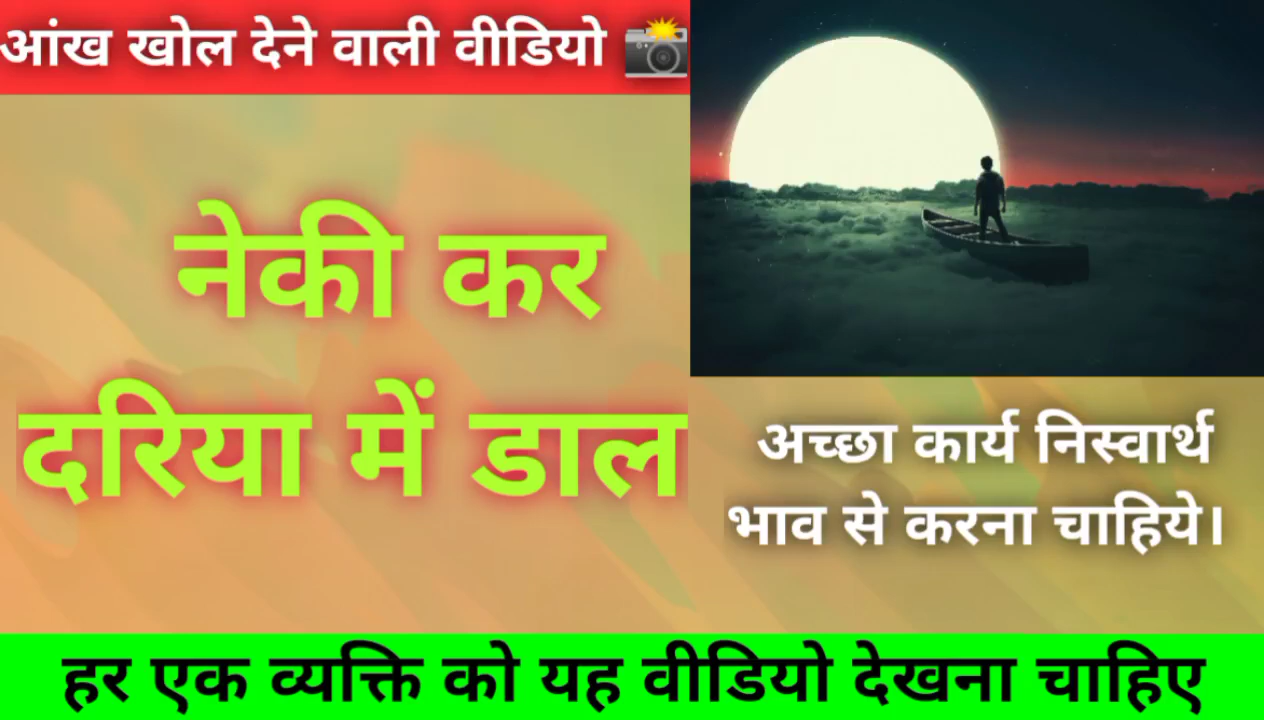 आंख खोल देने वाली वीडियो
नेकी कर
दरिया में डाल
अच्छा कार्य निस्वार्थ
भाव से करना चाहिये।
हर एक व्यक्ति को यह वीडियो देखना चाहिए